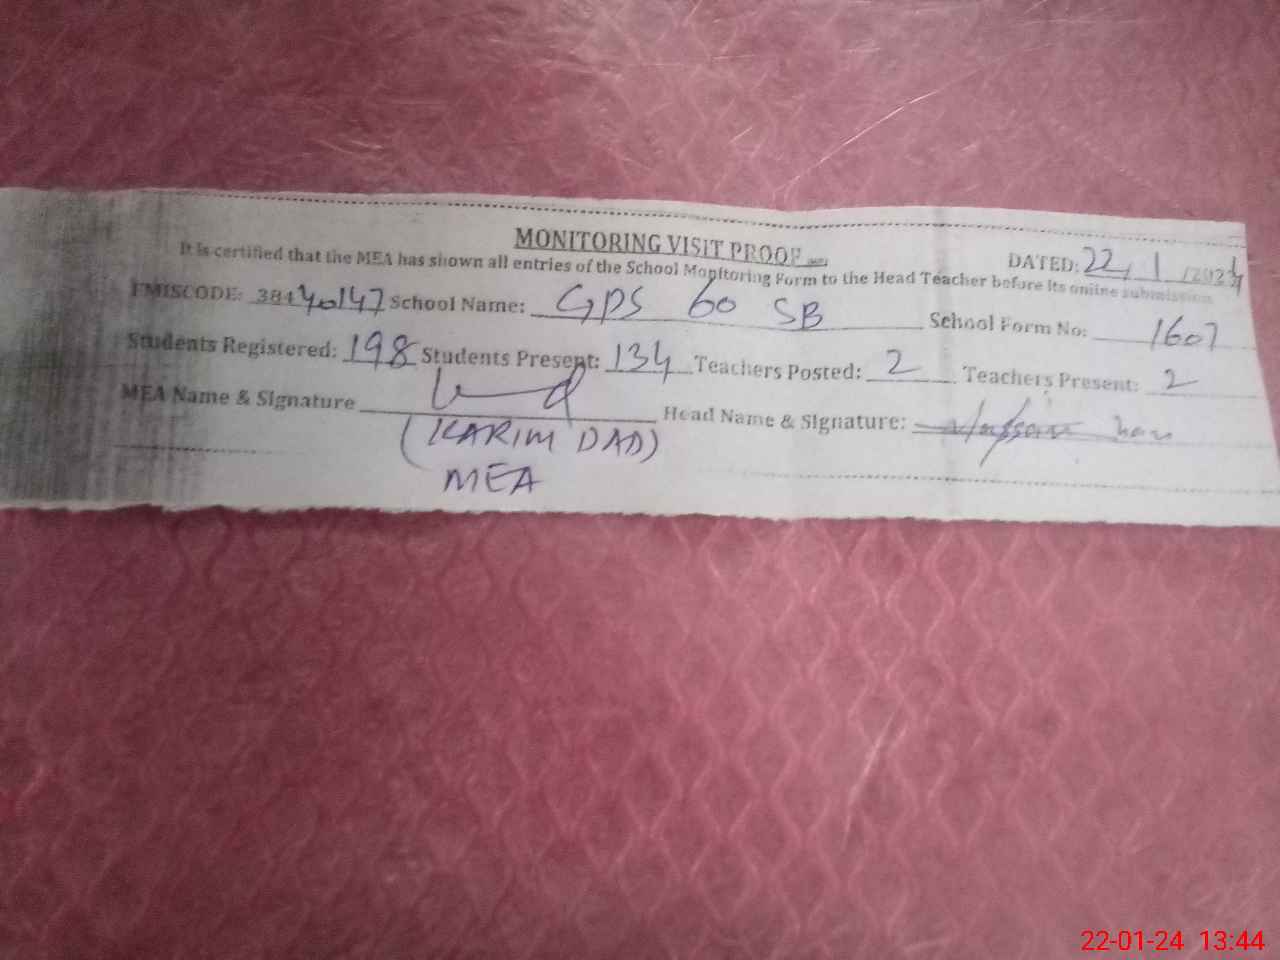 MONITORING VISIT PROOF
DATED: 22/1/2024
It is certified that the MEA has shown all entries of the School Monitoring Form to the Head Teacher before its online submission
EMISCODE: 38440147 School Name: GPS 60 SB School Form No: 1607
Students Registered: 198 Students Present: 134 Teachers Posted: 2 Teachers Present: 2
MEA Name & Signature Head Name & Signature:
(KARIM DAD)
MEA
22-01-24 13:44